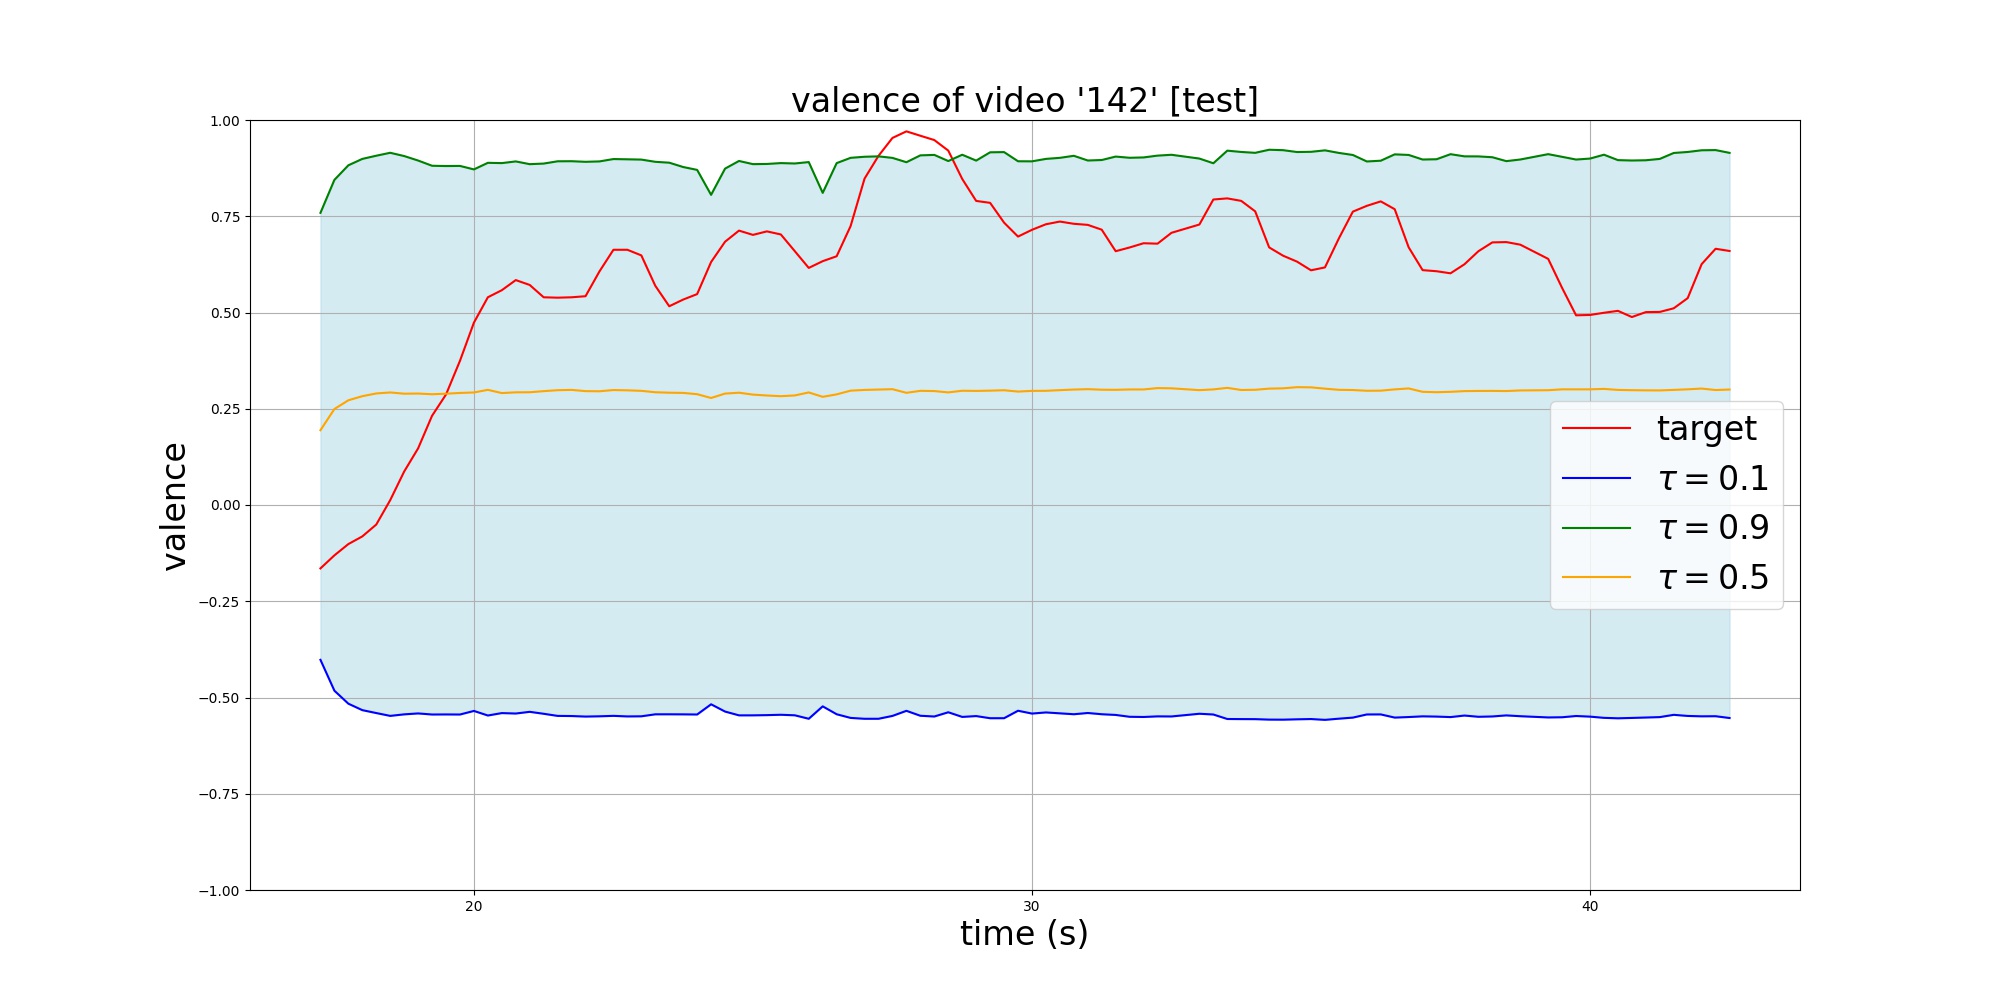 valence of video '142' [test]
1.00
0.75
0.50
0.25
0.00
−0.25
−0.50
−0.75
−1.00
valence
20
30
40
time (s)
target
τ = 0.1
τ = 0.9
τ = 0.5